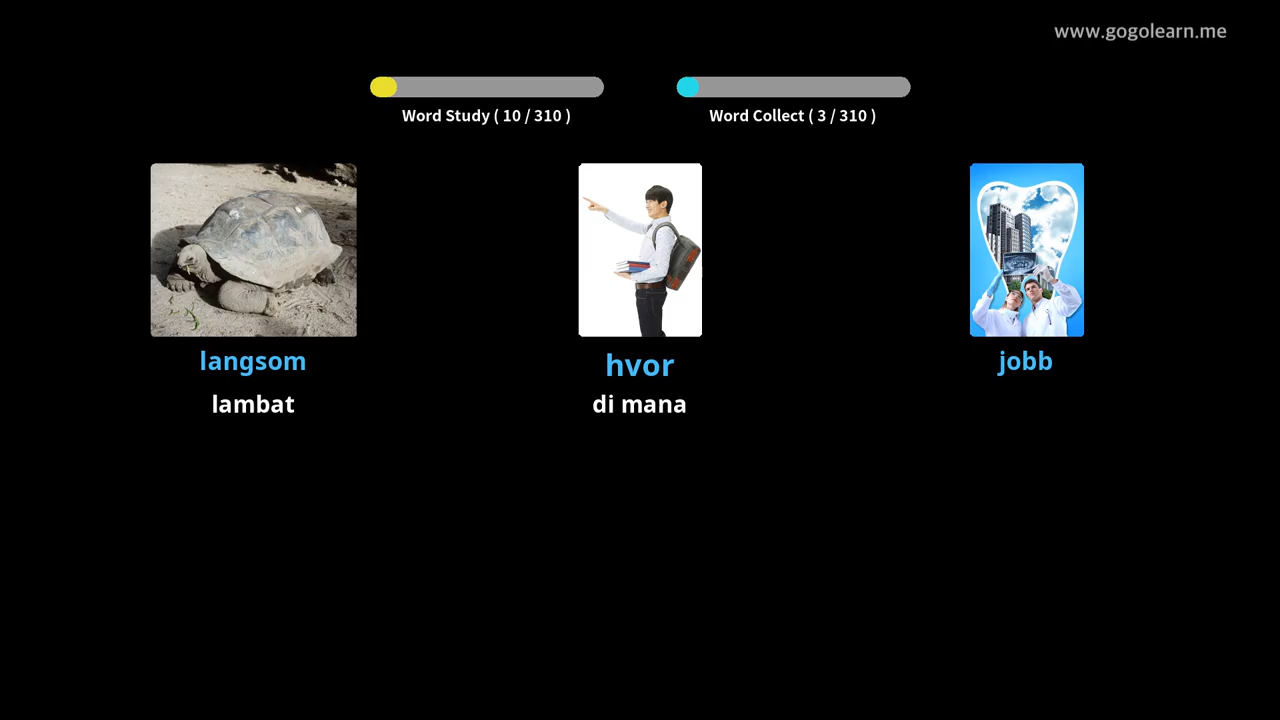 www.gogolearn.me
Word Study ( 10 / 310 )
Word Collect ( 3 / 310 )
langsom
hvor
jobb
lambat
di mana